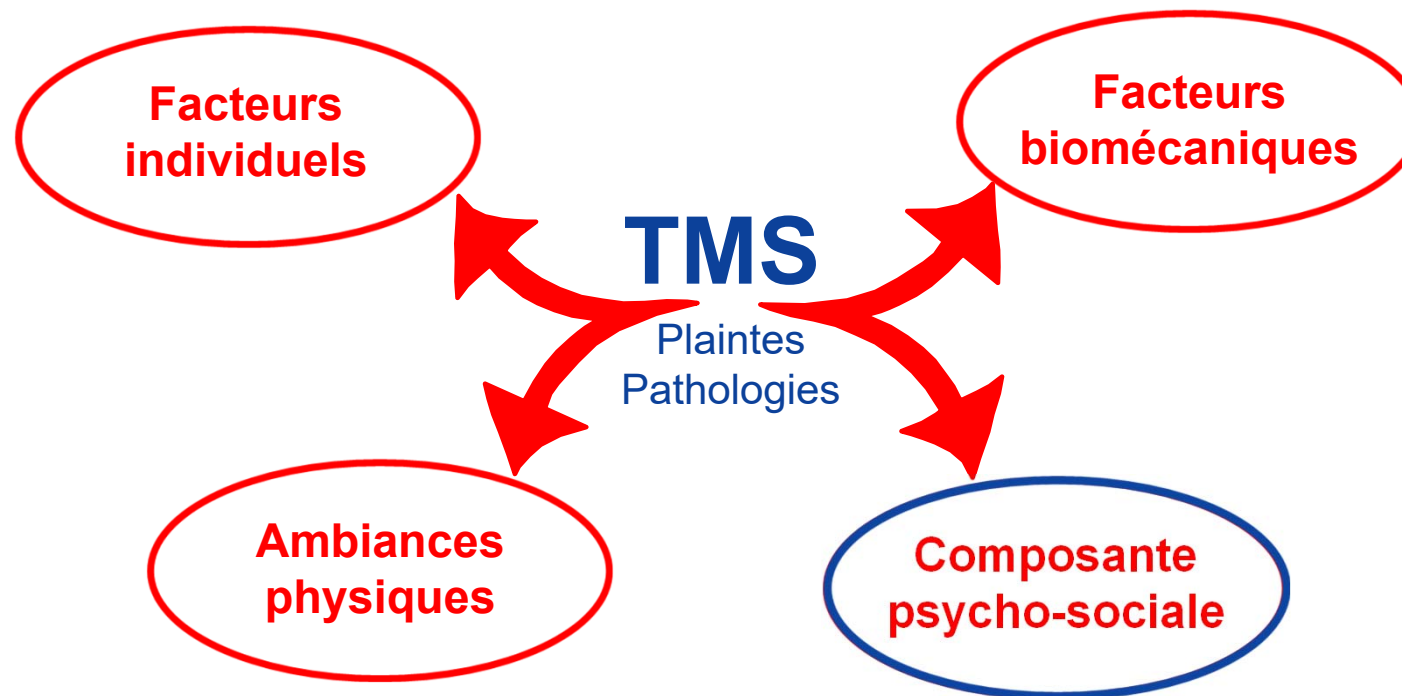 Facteurs
individuels
Facteurs
biomécaniques
TMS
Plaintes
Pathologies
Ambiances
physiques
Composante
psycho-sociale